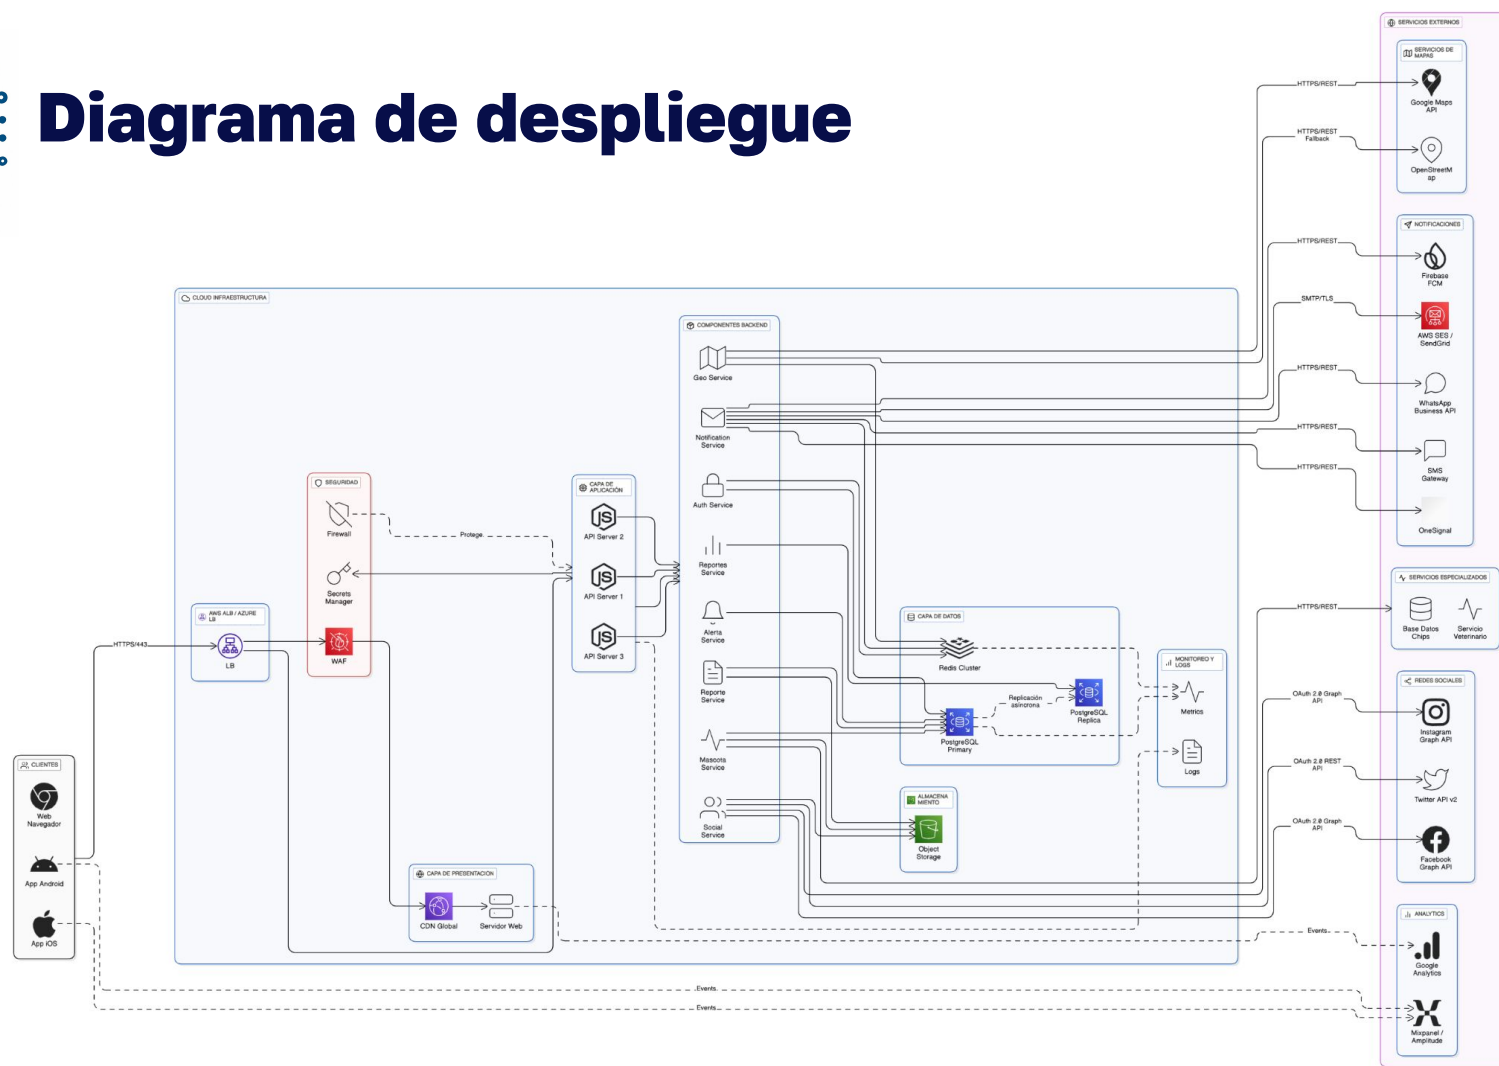 Diagrama de despliegue
SERVICIOS EXTERNOS
SERVICIOS DE
MAPAS
HTTPS/REST
Google Maps
API
HTTPS/REST
Fallback
OpenStreetM
ap
NOTIFICACIONES
HTTPS/REST
Firebase
FCM
SMTP/TLS
AWS SES /
SendGrid
HTTPS/REST
WhatsApp
Business API
HTTPS/REST
SMS
Gateway
HTTPS/REST
OneSignal
SERVICIOS ESPECIALIZADOS
HTTPS/REST
Base Datos
Chips
Servicio
Veterinario
REDES SOCIALES
OAuth 2.0 Graph
API
Instagram
Graph API
OAuth 2.0 REST
API
Twitter API v2
OAuth 2.0 Graph
API
Facebook
Graph API
ANALYTICS
Events
Google
Analytics
Mixpanel /
Amplitude
CLOUD INFRAESTRUCTURA
COMPONENTES BACKEND
Geo Service
Notification
Service
Auth Service
Reportes
Service
Alerta
Service
Reporte
Service
Mascota
Service
Social
Service
SEGURIDAD
Firewall
Protege
Secrets
Manager
WAF
CAPA DE
APLICACIÓN
API Server 2
API Server 1
API Server 3
AWS ALB / AZURE
LB
LB
HTTPS/443
CAPA DE DATOS
Redis Cluster
Replicación
asíncrona
PostgreSQL
Replica
PostgreSQL
Primary
MONITOREO Y
LOGS
Metrics
Logs
ALMACENA
MIENTO
Object
Storage
CLIENTES
Web
Navegador
App Android
App iOS
CAPA DE PRESENTACIÓN
CDN Global
Servidor Web
Events
Events